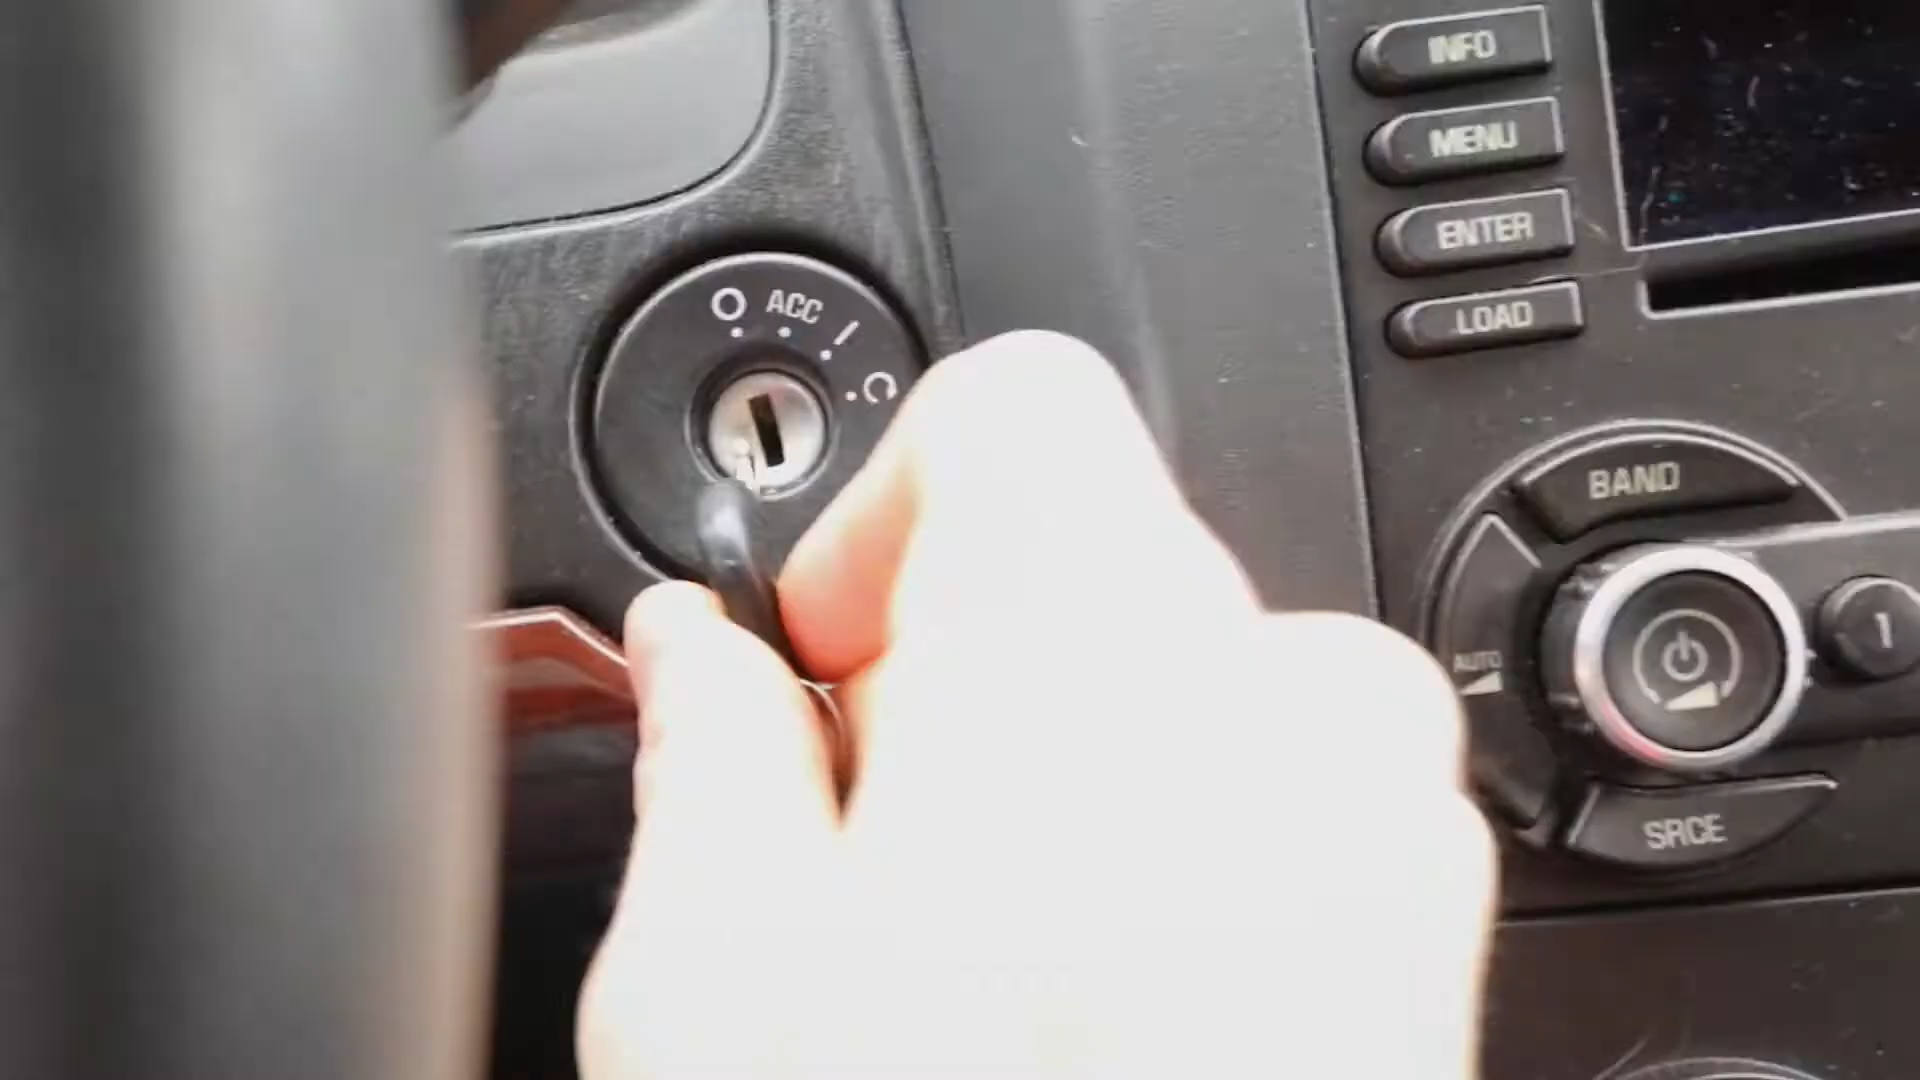 O ACC I
INFO
MENU
ENTER
LOAD
BAND
AUTO
1
SRCE